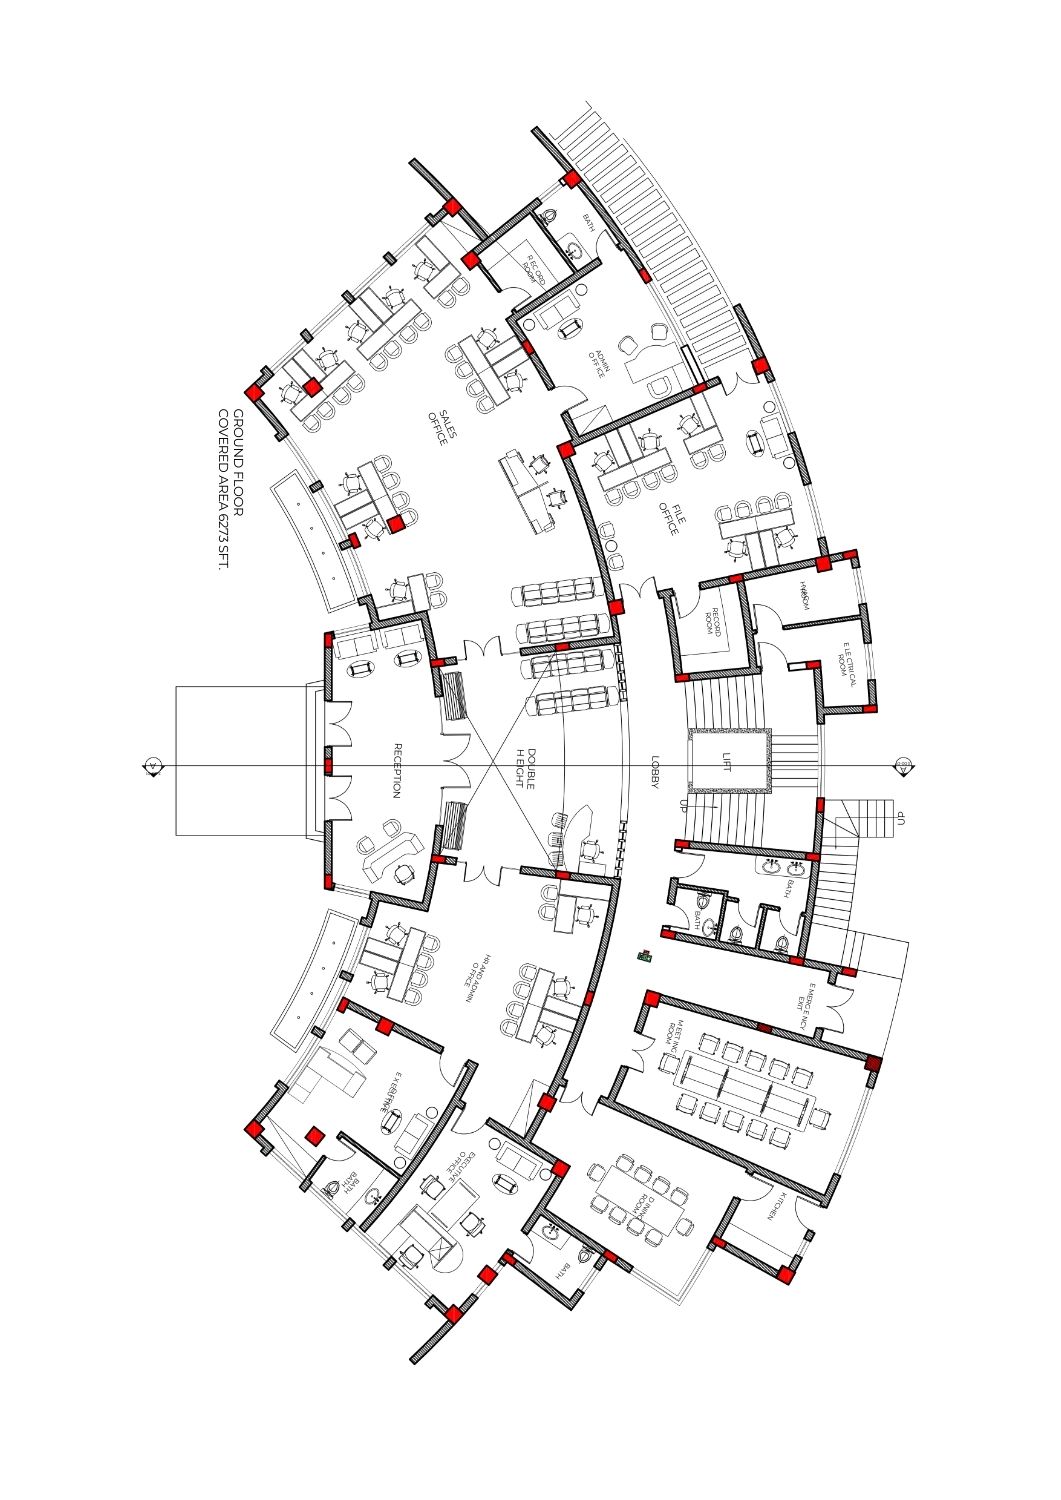 UP
ELECTRICAL
ROOM
ROOM
EMERGENCY
EXIT
BATH
KITCHEN
LIFT
RECORD
ROOM
BATH
UP
FILE
OFFICE
MEETING
ROOM
LOBBY
DINING
ROOM
ADMIN
OFFICE
BATH
BATH
RECORD
ROOM
DOUBLE
HEIGHT
HR AND ADMIN
OFFICE
EXECUTIVE
OFFICE
SALES
OFFICE
RECEPTION
EXECUTIVE
BATH
BATH
GROUND FLOOR
COVERED AREA 6273 SFT.
A